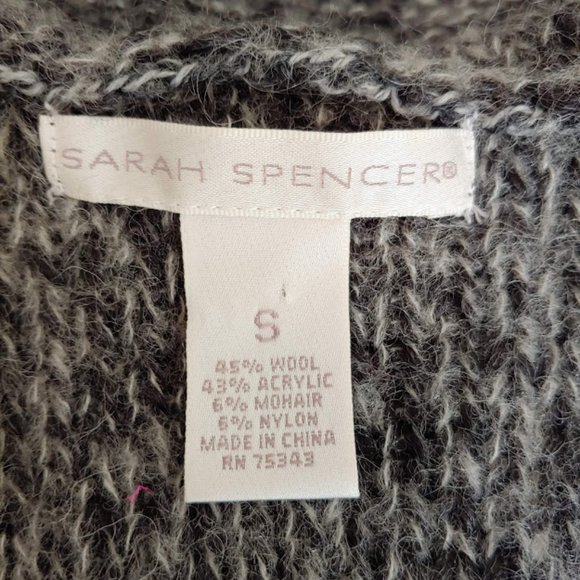 SARAH SPENCER®
S
45% WOOL
43% ACRYLIC
6% MOHAIR
6% NYLON
MADE IN CHINA
RN 75343